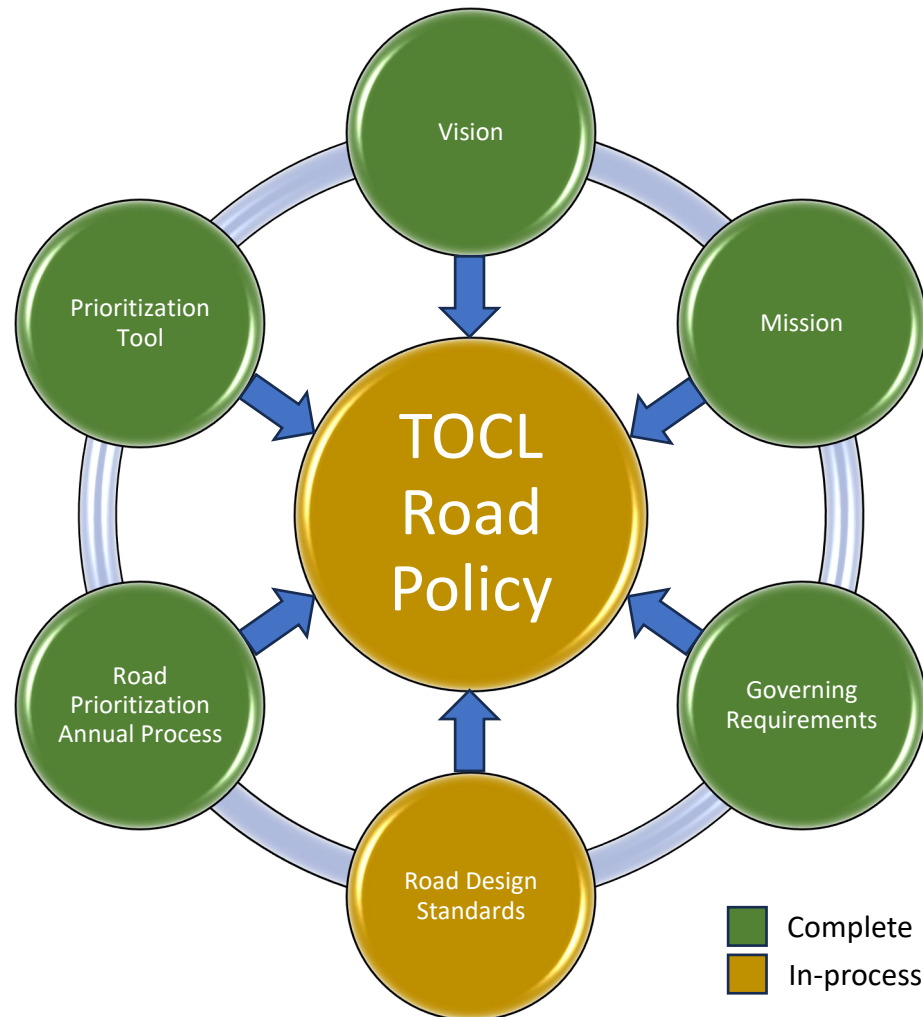 Vision
Prioritization
Tool
Mission
TOCL
Road
Policy
Road
Prioritization
Annual Process
Governing
Requirements
Road Design
Standards
Complete
In-process